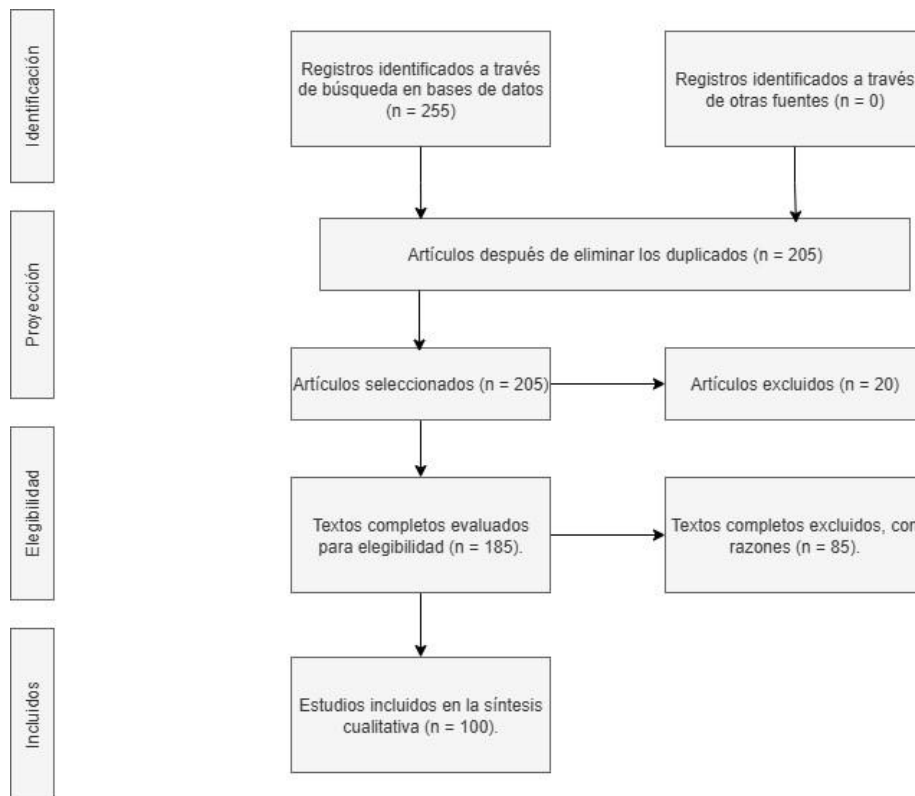 Identificación
Registros identificados a través
de búsqueda en bases de datos
(n = 255)
Registros identificados a través
de otras fuentes (n = 0)
Proyección
Artículos después de eliminar los duplicados (n = 205)
Artículos seleccionados (n = 205)
Artículos excluidos (n = 20)
Elegibilidad
Textos completos evaluados
para elegibilidad (n = 185).
Textos completos excluidos, con
razones (n = 85).
Incluidos
Estudios incluidos en la síntesis
cualitativa (n = 100).